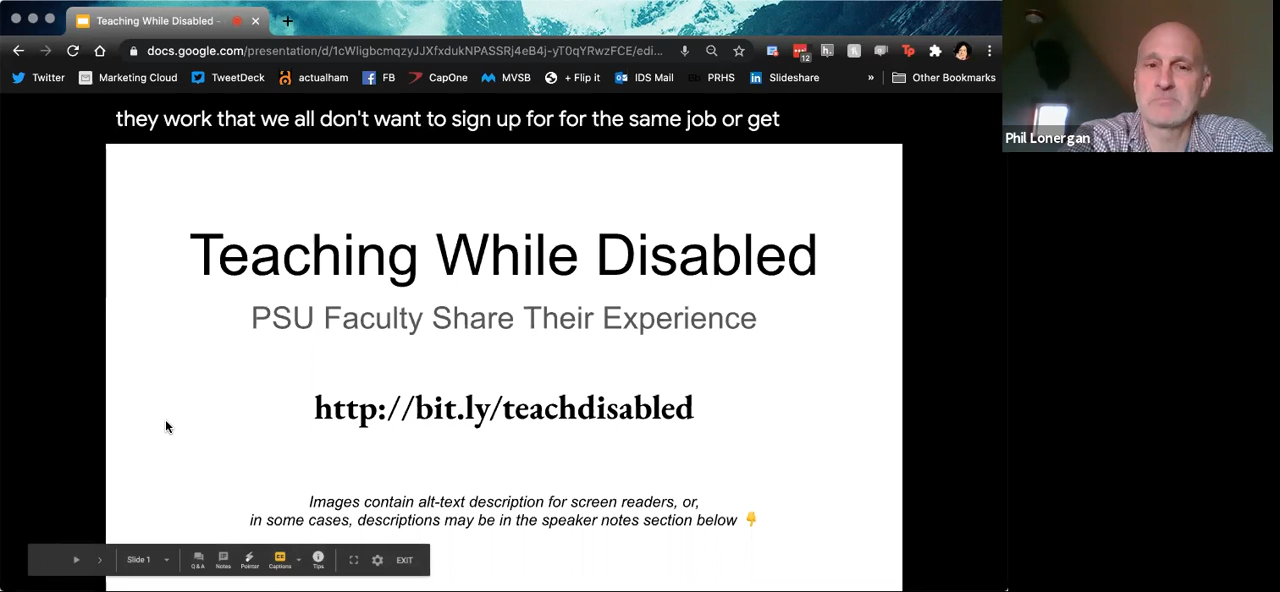 Teaching While Disabled -
docs.google.com/presentation/d/1cWligbcmqzyJJXfxdukNPASSRj4eB4j-yT0qYRwzFCE/edi...
12
Twitter
Marketing Cloud
TweetDeck
actualham
FB
CapOne
MVSB
+ Flip it
IDS Mail
PRHS
Slideshare
»
Other Bookmarks
they work that we all don't want to sign up for for the same job or get
Phil Lonergan
Teaching While Disabled
PSU Faculty Share Their Experience
http://bit.ly/teachdisabled
Images contain alt-text description for screen readers, or,
in some cases, descriptions may be in the speaker notes section below 👇
Slide 1
Q&A
Notes
Pointer
Captions
Tips
EXIT